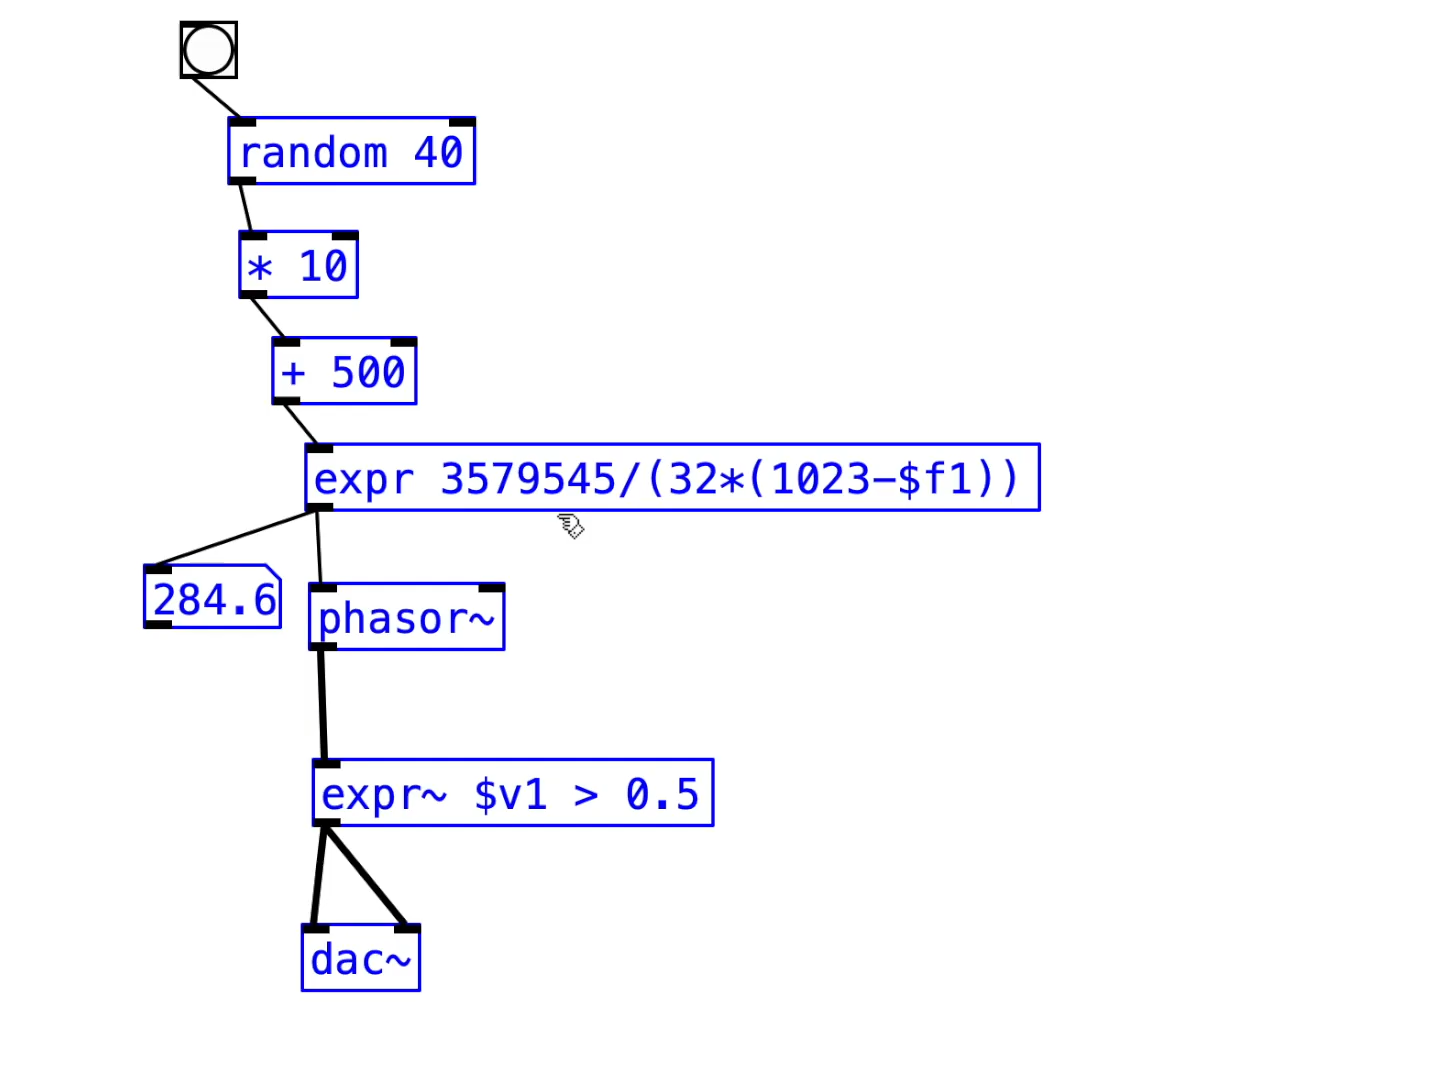 random 40
* 10
+ 500
expr 3579545/(32*(1023-$f1))
284.6
phasor~
expr~ $v1 > 0.5
dac~